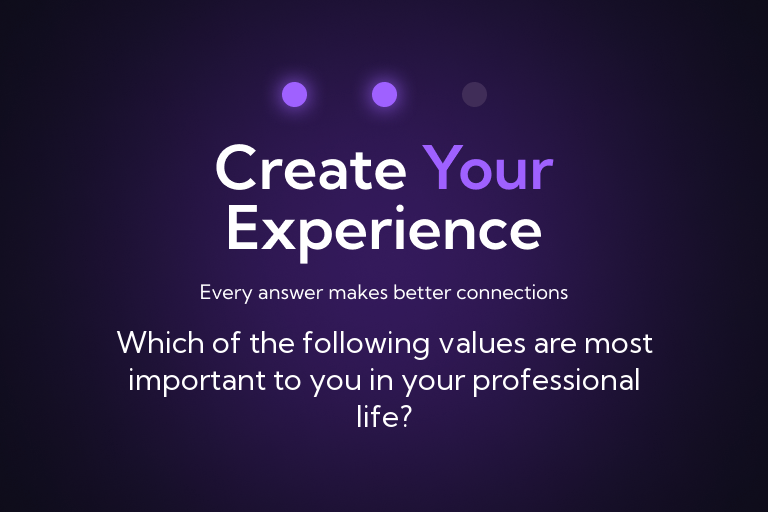 Create Your
Experience
Every answer makes better connections
Which of the following values are most
important to you in your professional
life?